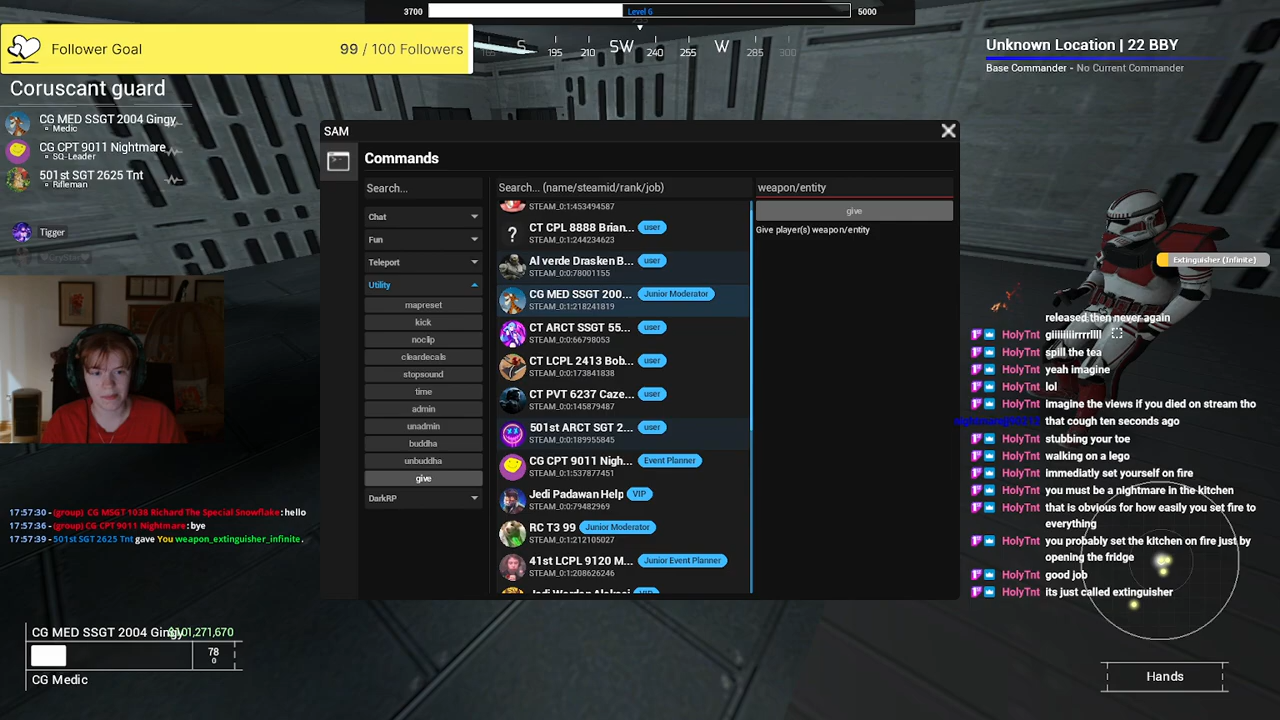 3700
Level 6
5000
Follower Goal
99 / 100 Followers
165 S 195 210 SW 240 255 W 285 300
Unknown Location | 22 BBY
Base Commander - No Current Commander
Coruscant guard
CG MED SSGT 2004 Gingy
Medic
CG CPT 9011 Nightmare
SQ-Leader
501st SGT 2625 Tnt
Rifleman
Tigger
SAM
Commands
Search...
Chat
Fun
Teleport
Utility
mapreset
kick
noclip
cleardecals
stopsound
time
admin
unadmin
buddha
unbuddha
give
DarkRP
Search... (name/steamid/rank/job)
STEAM_0:1:453494587
CT CPL 8888 Brian... user
STEAM_0:1:244234623
Al verde Drasken B... user
STEAM_0:0:78001155
CG MED SSGT 200... Junior Moderator
STEAM_0:1:218241819
CT ARCT SSGT 55... user
STEAM_0:0:66798053
CT LCPL 2413 Bob... user
STEAM_0:1:173841838
CT PVT 6237 Caze... user
STEAM_0:1:145879487
501st ARCT SGT 2... user
STEAM_0:0:189955845
CG CPT 9011 Nigh... Event Planner
STEAM_0:1:537877451
Jedi Padawan Help VIP
STEAM_0:0:79482969
RC T3 99 Junior Moderator
STEAM_0:1:212105027
41st LCPL 9120 M... Junior Event Planner
STEAM_0:1:208626246
weapon/entity
give
Give player(s) weapon/entity
Extinguisher (Infinite)
released then never again
HolyTnt giiiiiiirrrrllll
HolyTnt spill the tea
HolyTnt yeah imagine
HolyTnt lol
HolyTnt imagine the views if you died on stream tho
that cough ten seconds ago
HolyTnt stubbing your toe
HolyTnt walking on a lego
HolyTnt immediatly set yourself on fire
HolyTnt you must be a nightmare in the kitchen
HolyTnt that is obvious for how easily you set fire to
everything
HolyTnt you probably set the kitchen on fire just by
opening the fridge
HolyTnt good job
HolyTnt its just called extinguisher
17:57:30 - (group) CG MSGT 1038 Richard The Special Snowflake: hello
17:57:36 - (group) CG CPT 9011 Nightmare: bye
17:57:39 - 501st SGT 2625 Tnt gave You weapon_extinguisher_infinite.
CG MED SSGT 2004 Gingy
101,271,670
78
0
CG Medic
Hands